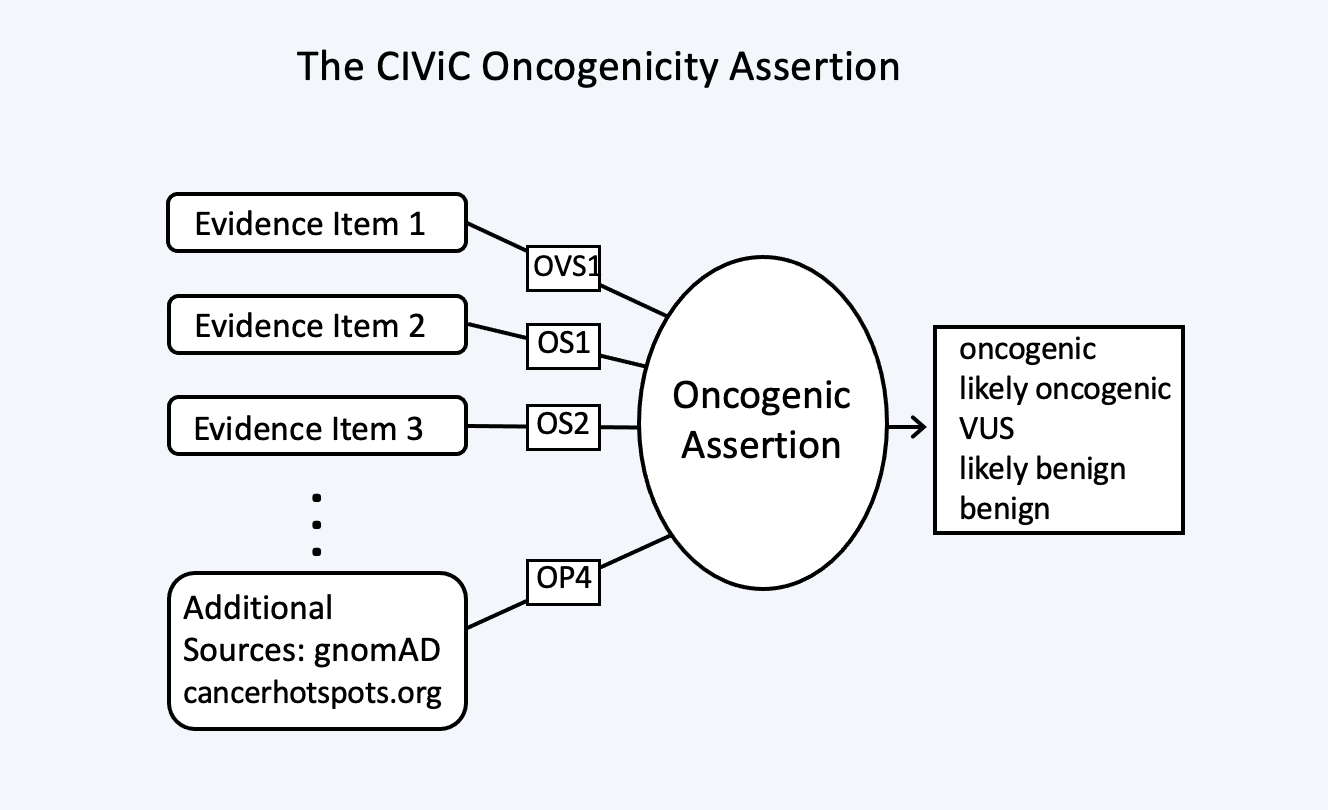 The CIViC Oncogenicity Assertion
Evidence Item 1
OVS1
Evidence Item 2
OS1
Evidence Item 3
OS2
Additional
Sources: gnomAD
cancerhotspots.org
OP4
Oncogenic
Assertion
oncogenic
likely oncogenic
VUS
likely benign
benign